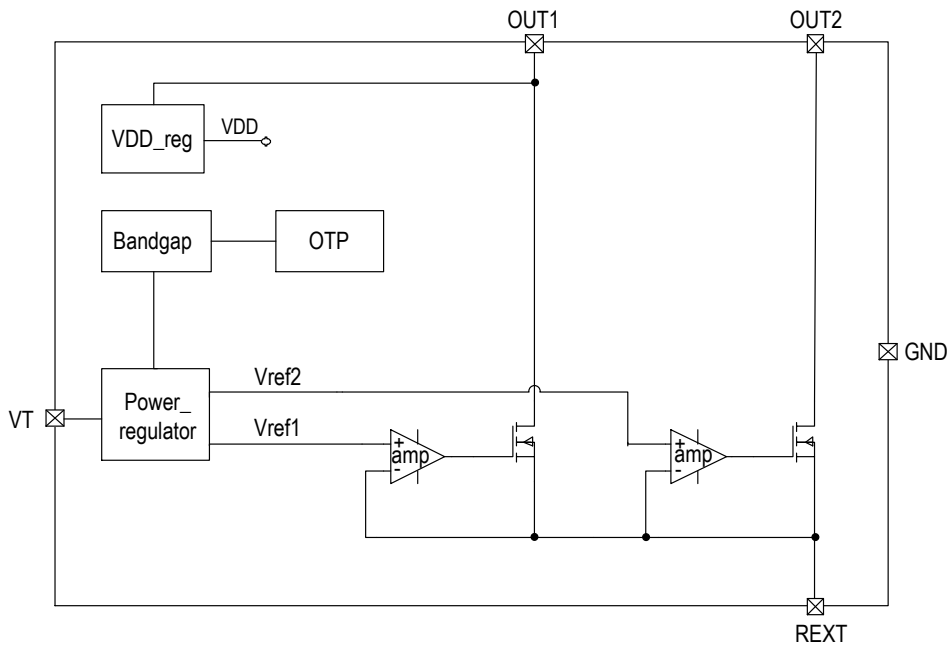 OUT1
OUT2
VDD_reg
VDD
Bandgap
OTP
GND
VT
Power_
regulator
Vref2
Vref1
+
amp
-
+
amp
-
REXT